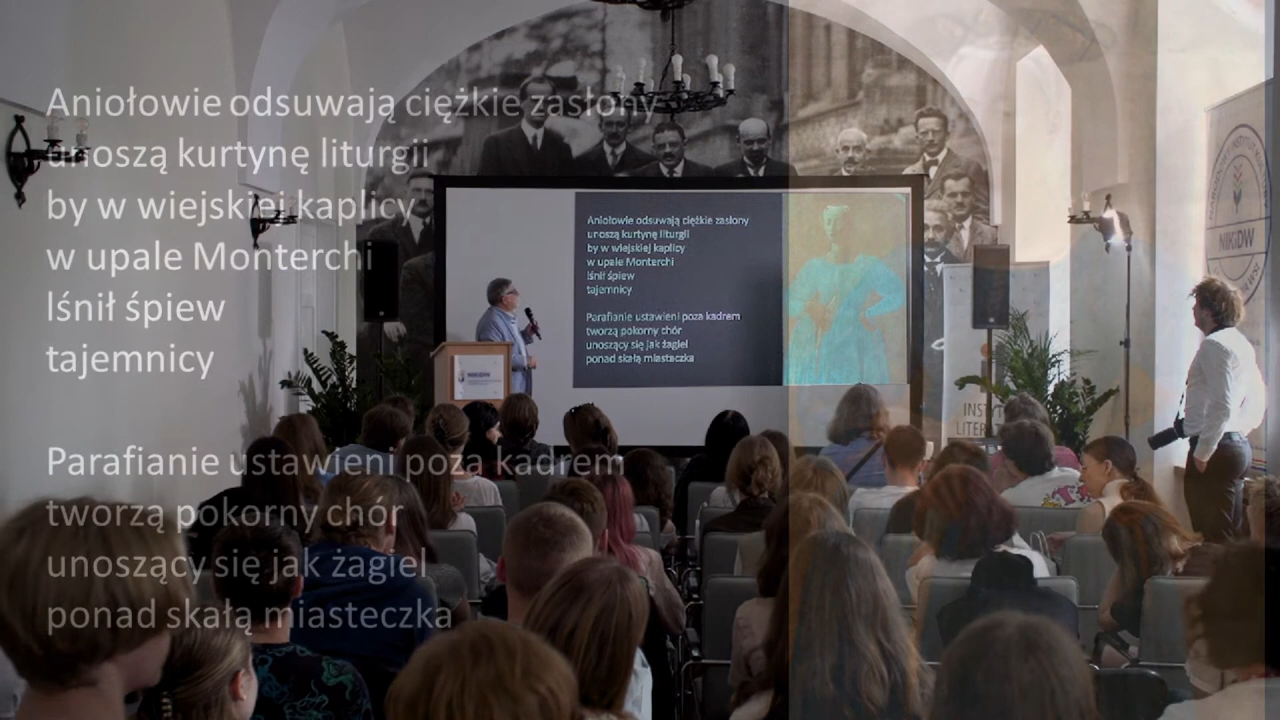 Aniołowie odsuwają ciężkie zasłony
unoszą kurtynę liturgii
by w wiejskiej kaplicy
w upale Monterchi
lśnił śpiew
tajemnicy
Parafianie ustawieni poza kadrem
tworzą pokorny chór
unoszący się jak żagiel
ponad skałą miasteczka
Aniołowie odsuwają ciężkie zasłony
unoszą kurtynę liturgii
by w wiejskiej kaplicy
w upale Monterchi
lśnił śpiew
tajemnicy
Parafianie ustawieni poza kadrem
tworzą pokorny chór
unoszący się jak żagiel
ponad skałą miasteczka
NIKiDW
NIKiDW